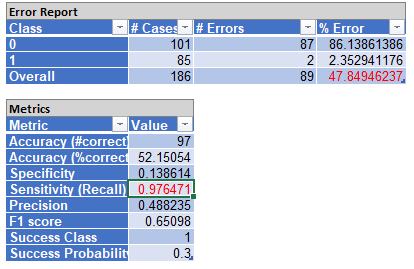 Error Report
Class # Cases # Errors % Error
0 101 87 86.13861386
1 85 2 2.352941176
Overall 186 89 47.84946237
Metrics
Metric Value
Accuracy (#correct 97
Accuracy (%correct 52.15054
Specificity 0.138614
Sensitivity (Recall) 0.976471
Precision 0.488235
F1 score 0.65098
Success Class 1
Success Probabilit 0.3